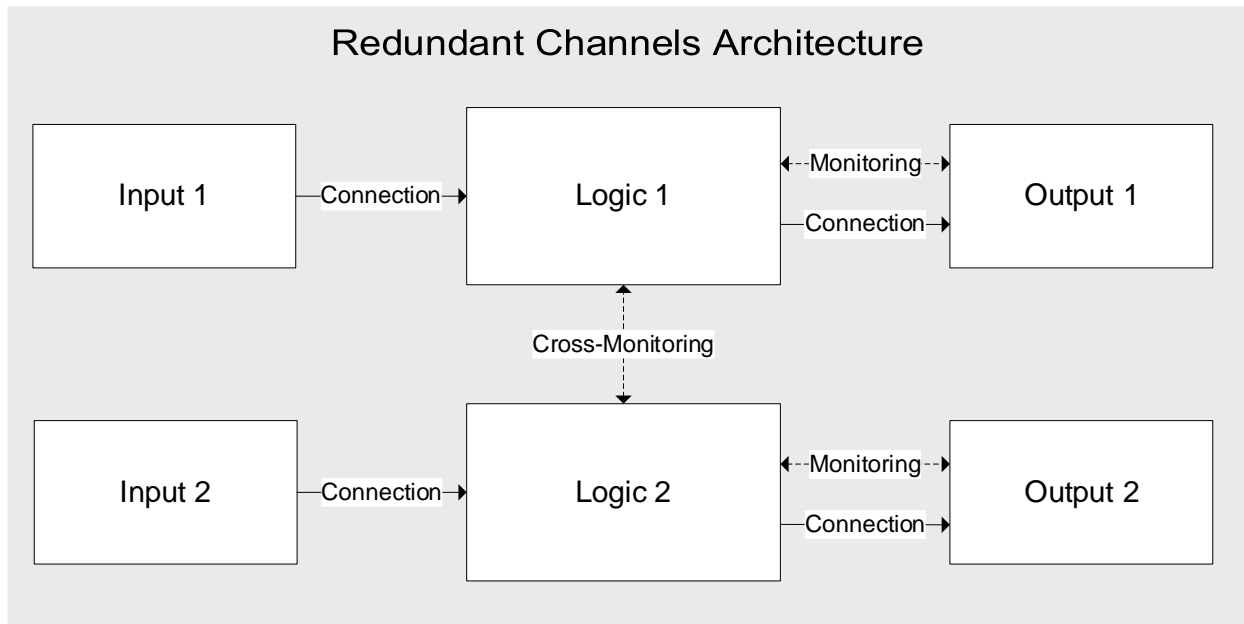 Redundant Channels Architecture
Input 1
Connection
Logic 1
Monitoring
Connection
Output 1
Cross-Monitoring
Input 2
Connection
Logic 2
Monitoring
Connection
Output 2